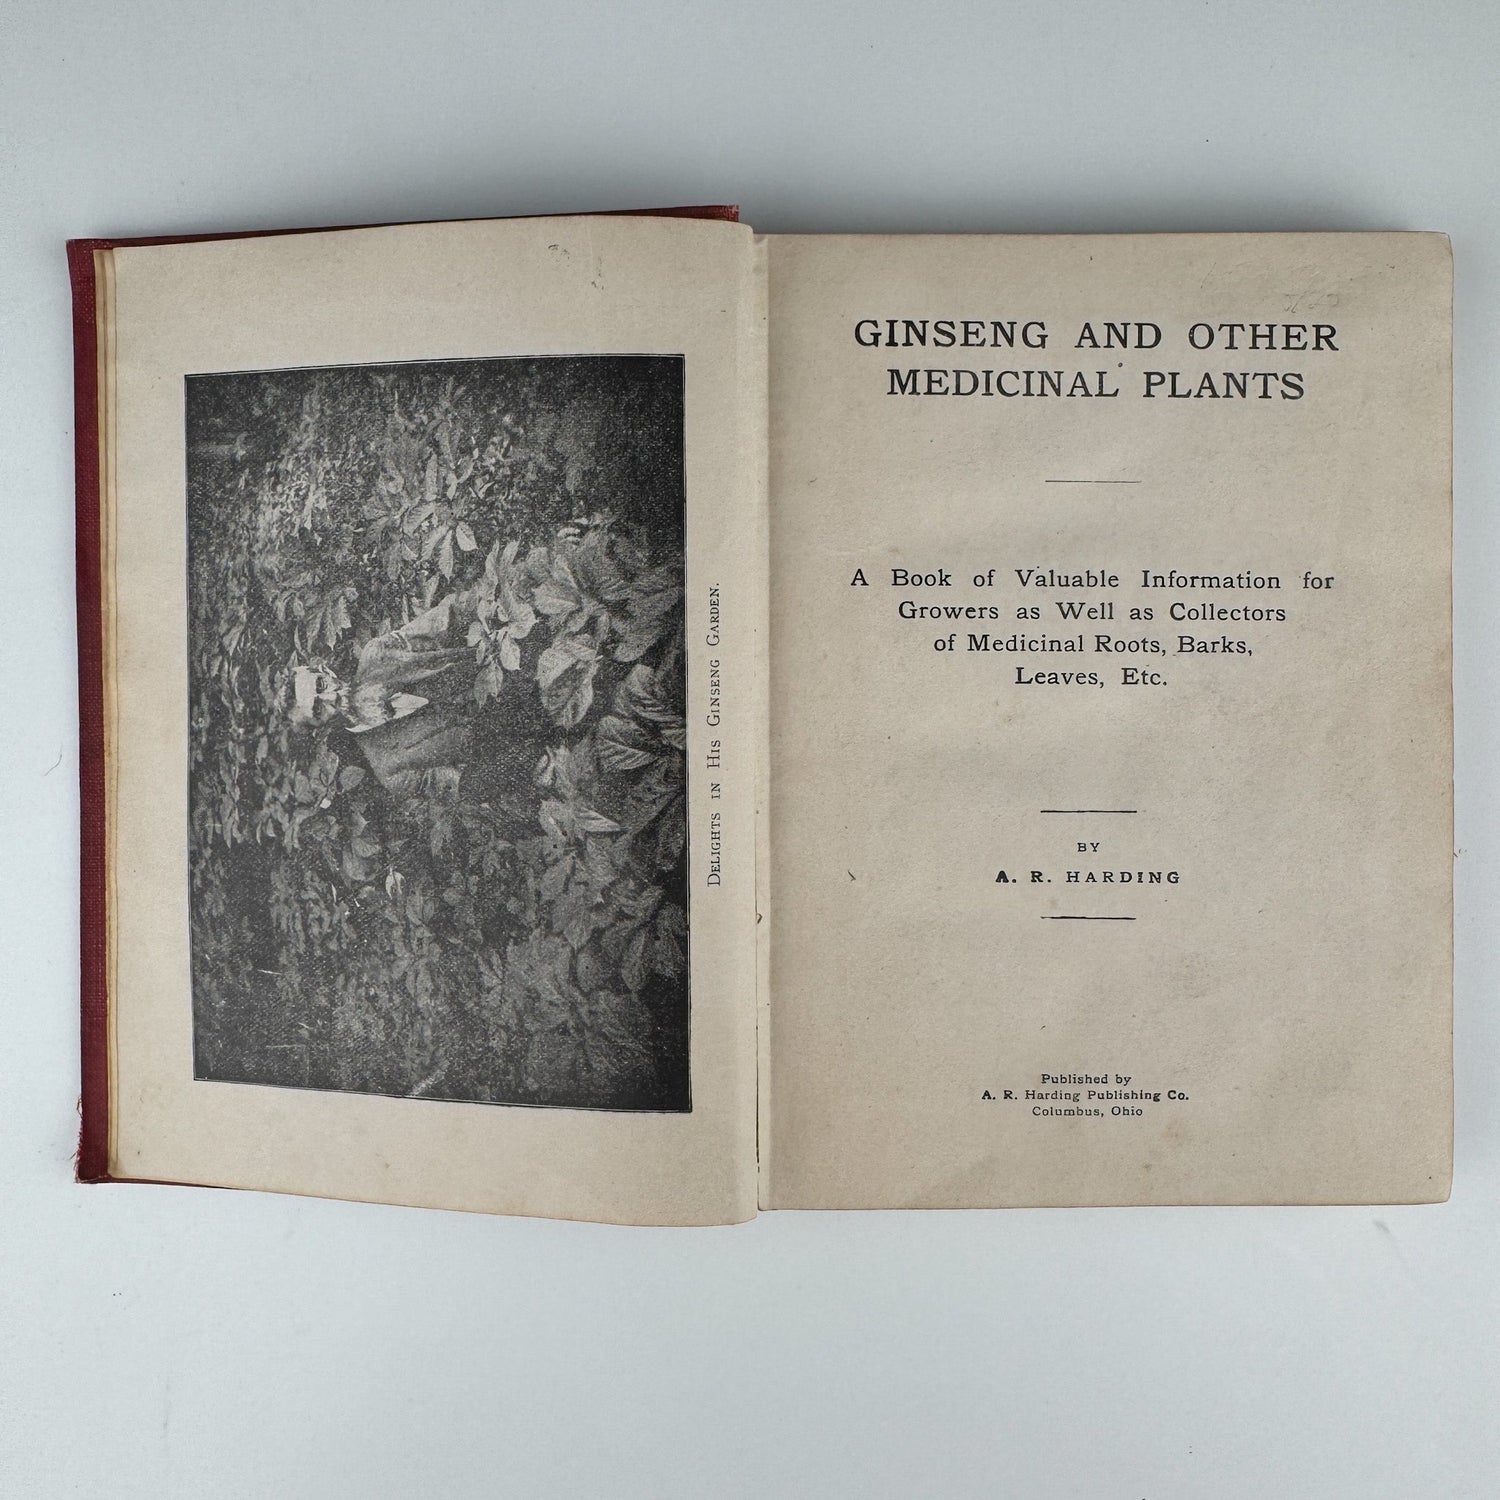 DELIGHTS IN HIS GINSENG GARDEN.
GINSENG AND OTHER
MEDICINAL PLANTS
A Book of Valuable Information for
Growers as Well as Collectors
of Medicinal Roots, Barks,
Leaves, Etc.
BY
A. R. HARDING
Published by
A. R. Harding Publishing Co.
Columbus, Ohio